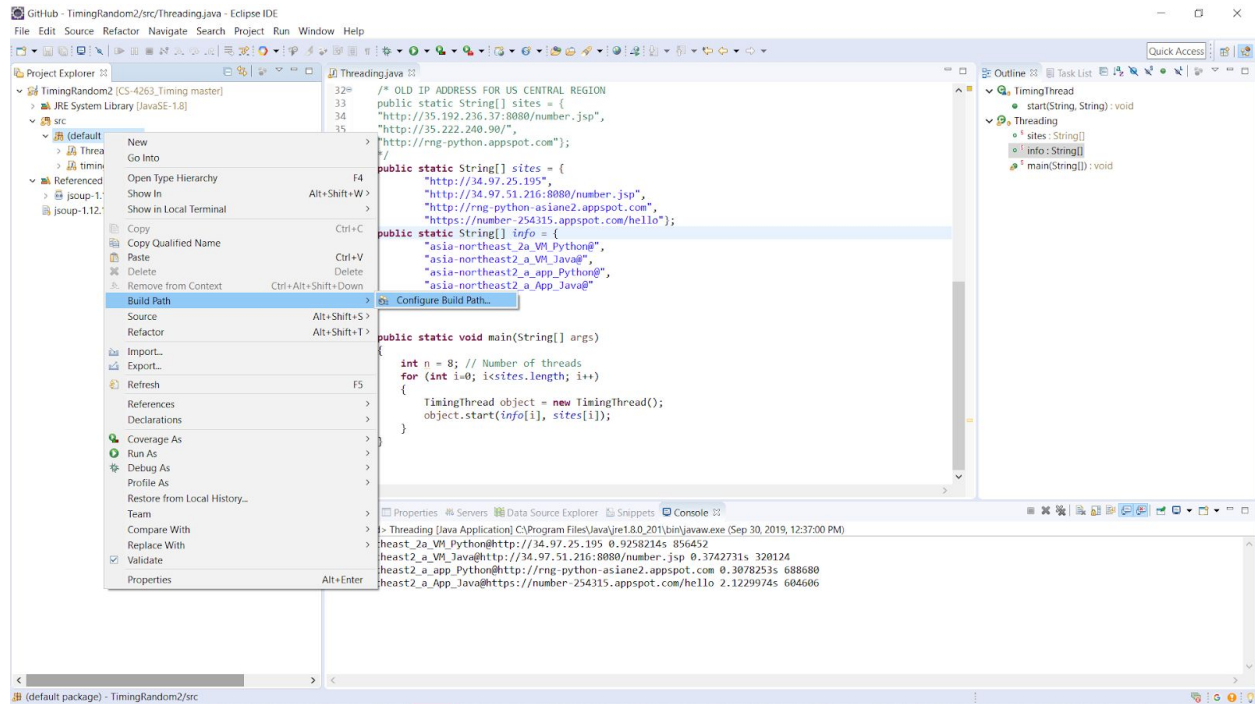 GitHub - TimingRandom2/src/Threading.java - Eclipse IDE
File Edit Source Refactor Navigate Search Project Run Window Help
Quick Access
Project Explorer
TimingRandom2 [CS-4263_Timing master]
JRE System Library [JavaSE-1.8]
src
(default
Threa
timin
Referenced
jsoup-1.
jsoup-1.12.
New
Go Into
Open Type Hierarchy F4
Show In Alt+Shift+W >
Show in Local Terminal
Copy Ctrl+C
Copy Qualified Name
Paste Ctrl+V
Delete Delete
Remove from Context Ctrl+Alt+Shift+Down
Build Path
Source Alt+Shift+S >
Refactor Alt+Shift+T >
Import...
Export...
Refresh F5
References
Declarations
Coverage As
Run As
Debug As
Profile As
Restore from Local History...
Team
Compare With
Replace With
Validate
Properties Alt+Enter
Configure Build Path...
Threading.java
32 /* OLD IP ADDRESS FOR US CENTRAL REGION
33 public static String[] sites = {
34 "http://35.192.236.37:8080/number.jsp",
35 "http://35.222.240.90/",
"http://rng-python.appspot.com"};
*/
public static String[] sites = {
"http://34.97.25.195",
"http://34.97.51.216:8080/number.jsp",
"http://rng-python-asiane2.appspot.com",
"https://number-254315.appspot.com/hello"};
public static String[] info = {
"asia-northeast_2a_VM_Python@",
"asia-northeast2_a_VM_Java@",
"asia-northeast2_a_app_Python@",
"asia-northeast2_a_App_Java@"
public static void main(String[] args)
{
int n = 8; // Number of threads
for (int i=0; i<sites.length; i++)
{
TimingThread object = new TimingThread();
object.start(info[i], sites[i]);
}
}
Outline Task List
TimingThread
start(String, String) : void
Threading
sites : String[]
info : String[]
main(String[]) : void
Properties Servers Data Source Explorer Snippets Console
> Threading [Java Application] C:\Program Files\Java\jre1.8.0_201\bin\javaw.exe (Sep 30, 2019, 12:37:00 PM)
heast_2a_VM_Python@http://34.97.25.195 0.9258214s 856452
heast2_a_VM_Java@http://34.97.51.216:8080/number.jsp 0.3742731s 320124
heast2_a_app_Python@http://rng-python-asiane2.appspot.com 0.3078253s 688680
heast2_a_App_Java@https://number-254315.appspot.com/hello 2.1229974s 604606
(default package) - TimingRandom2/src